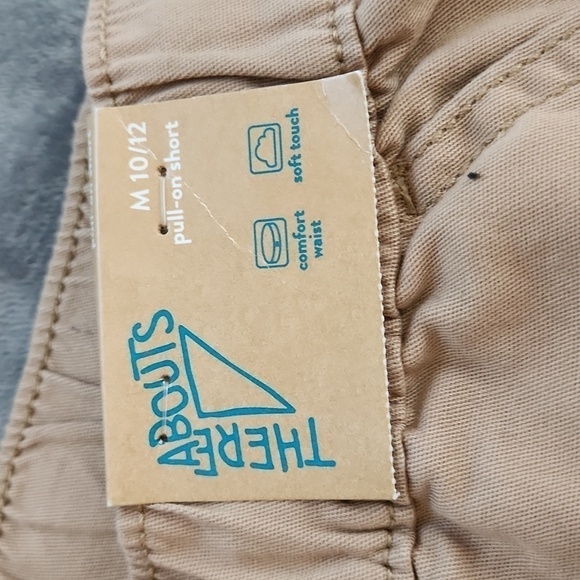 M 10/12
pull-on short
soft touch
comfort
waist
THERE
ABOUTS